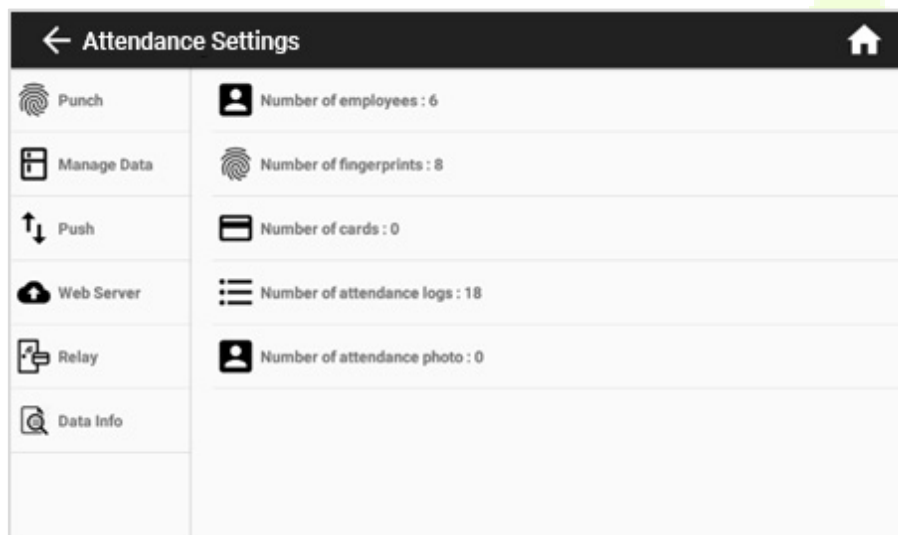 Attendance Settings
Punch
Manage Data
Push
Web Server
Relay
Data Info
Number of employees : 6
Number of fingerprints : 8
Number of cards : 0
Number of attendance logs : 18
Number of attendance photo : 0